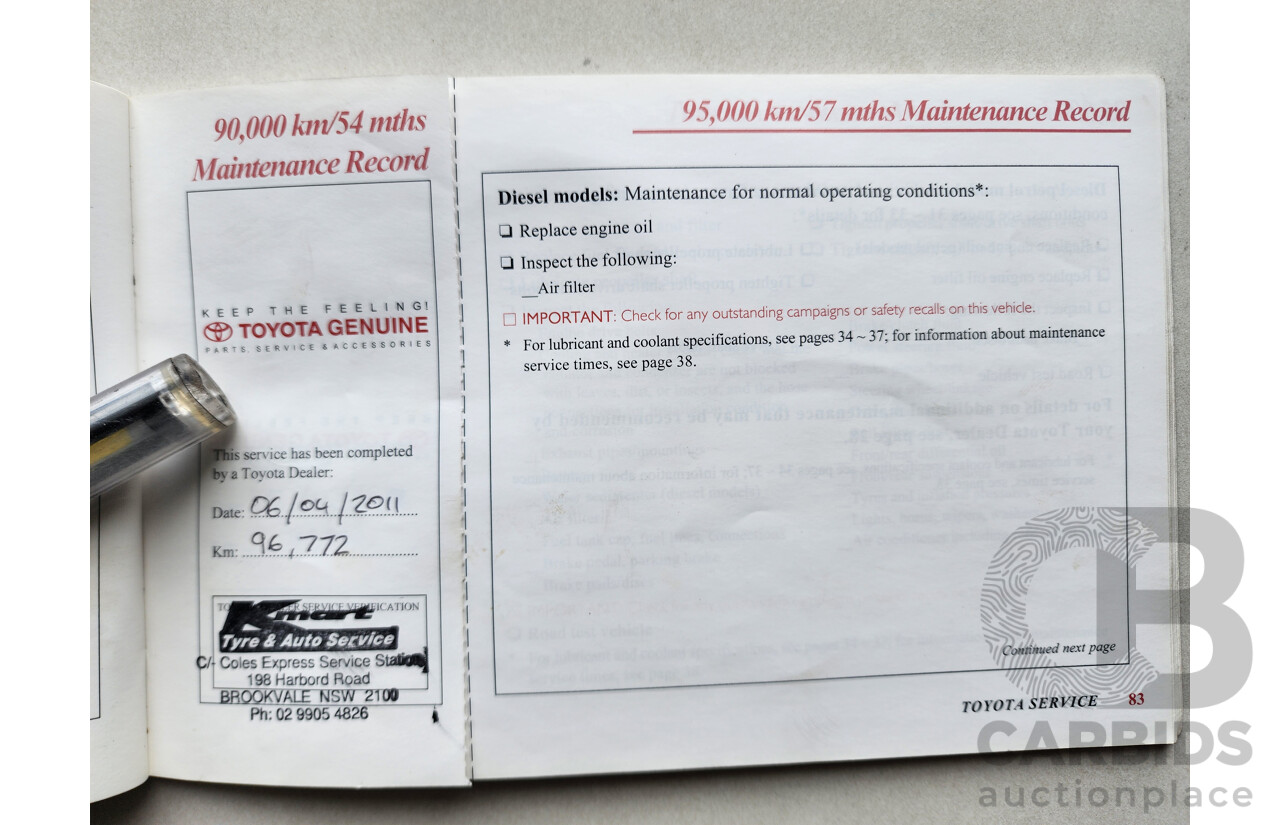 90,000 km/54 mths
Maintenance Record
KEEP THE FEELING!
TOYOTA GENUINE
PARTS, SERVICE & ACCESSORIES
This service has been completed
by a Toyota Dealer:
Date: 06/04/2011
Km: 96,772
SERVICE VERIFICATION
Kmart
Tyre & Auto Service
C/- Coles Express Service Station
198 Harbord Road
BROOKVALE NSW 2100
Ph: 02 9905 4826
95,000 km/57 mths Maintenance Record
Diesel models: Maintenance for normal operating conditions*:
❏ Replace engine oil
❏ Inspect the following:
__Air filter
□ IMPORTANT: Check for any outstanding campaigns or safety recalls on this vehicle.
* For lubricant and coolant specifications, see pages 34 ~ 37; for information about maintenance
service times, see page 38.
Continued next page
TOYOTA SERVICE 83
CARBIDS
auctionplace